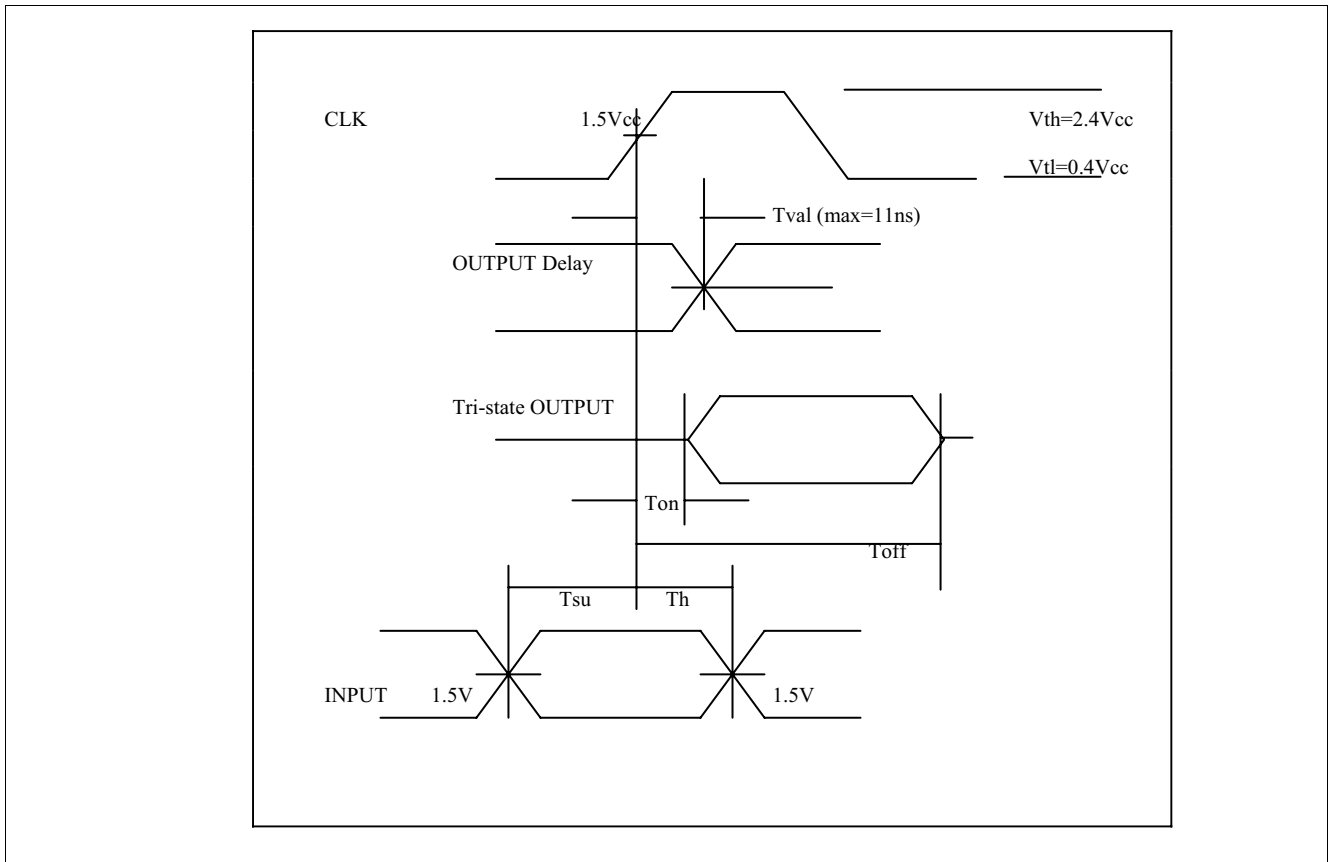 CLK
1.5Vcc
Vth=2.4Vcc
Vtl=0.4Vcc
Tval (max=11ns)
OUTPUT Delay
Tri-state OUTPUT
Ton
Toff
Tsu
Th
INPUT
1.5V
1.5V